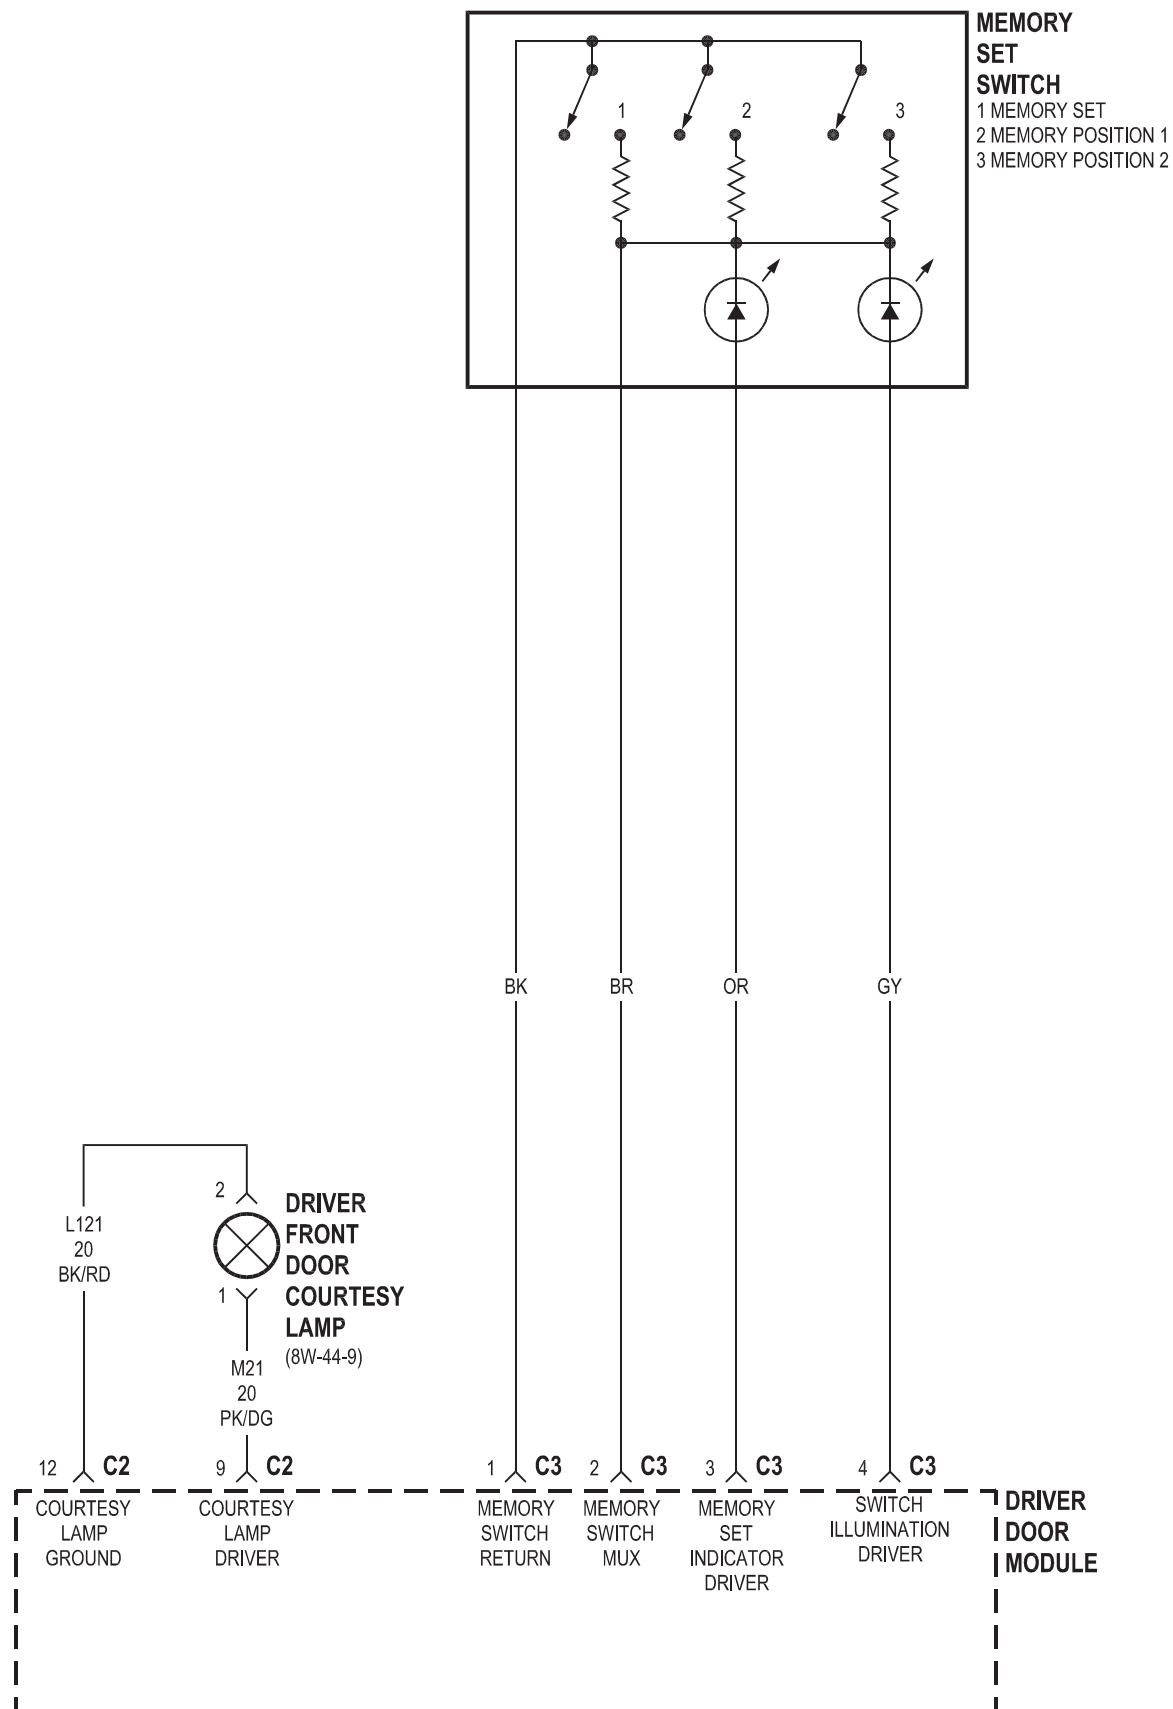 MEMORY
SET
SWITCH
1 MEMORY SET
2 MEMORY POSITION 1
3 MEMORY POSITION 2
1
2
3
BK
BR
OR
GY
2
DRIVER
FRONT
DOOR
COURTESY
LAMP
(8W-44-9)
L121
20
BK/RD
1
M21
20
PK/DG
12 C2
9 C2
1 C3
2 C3
3 C3
4 C3
COURTESY
LAMP
GROUND
COURTESY
LAMP
DRIVER
MEMORY
SWITCH
RETURN
MEMORY
SWITCH
MUX
MEMORY
SET
INDICATOR
DRIVER
SWITCH
ILLUMINATION
DRIVER
DRIVER
DOOR
MODULE